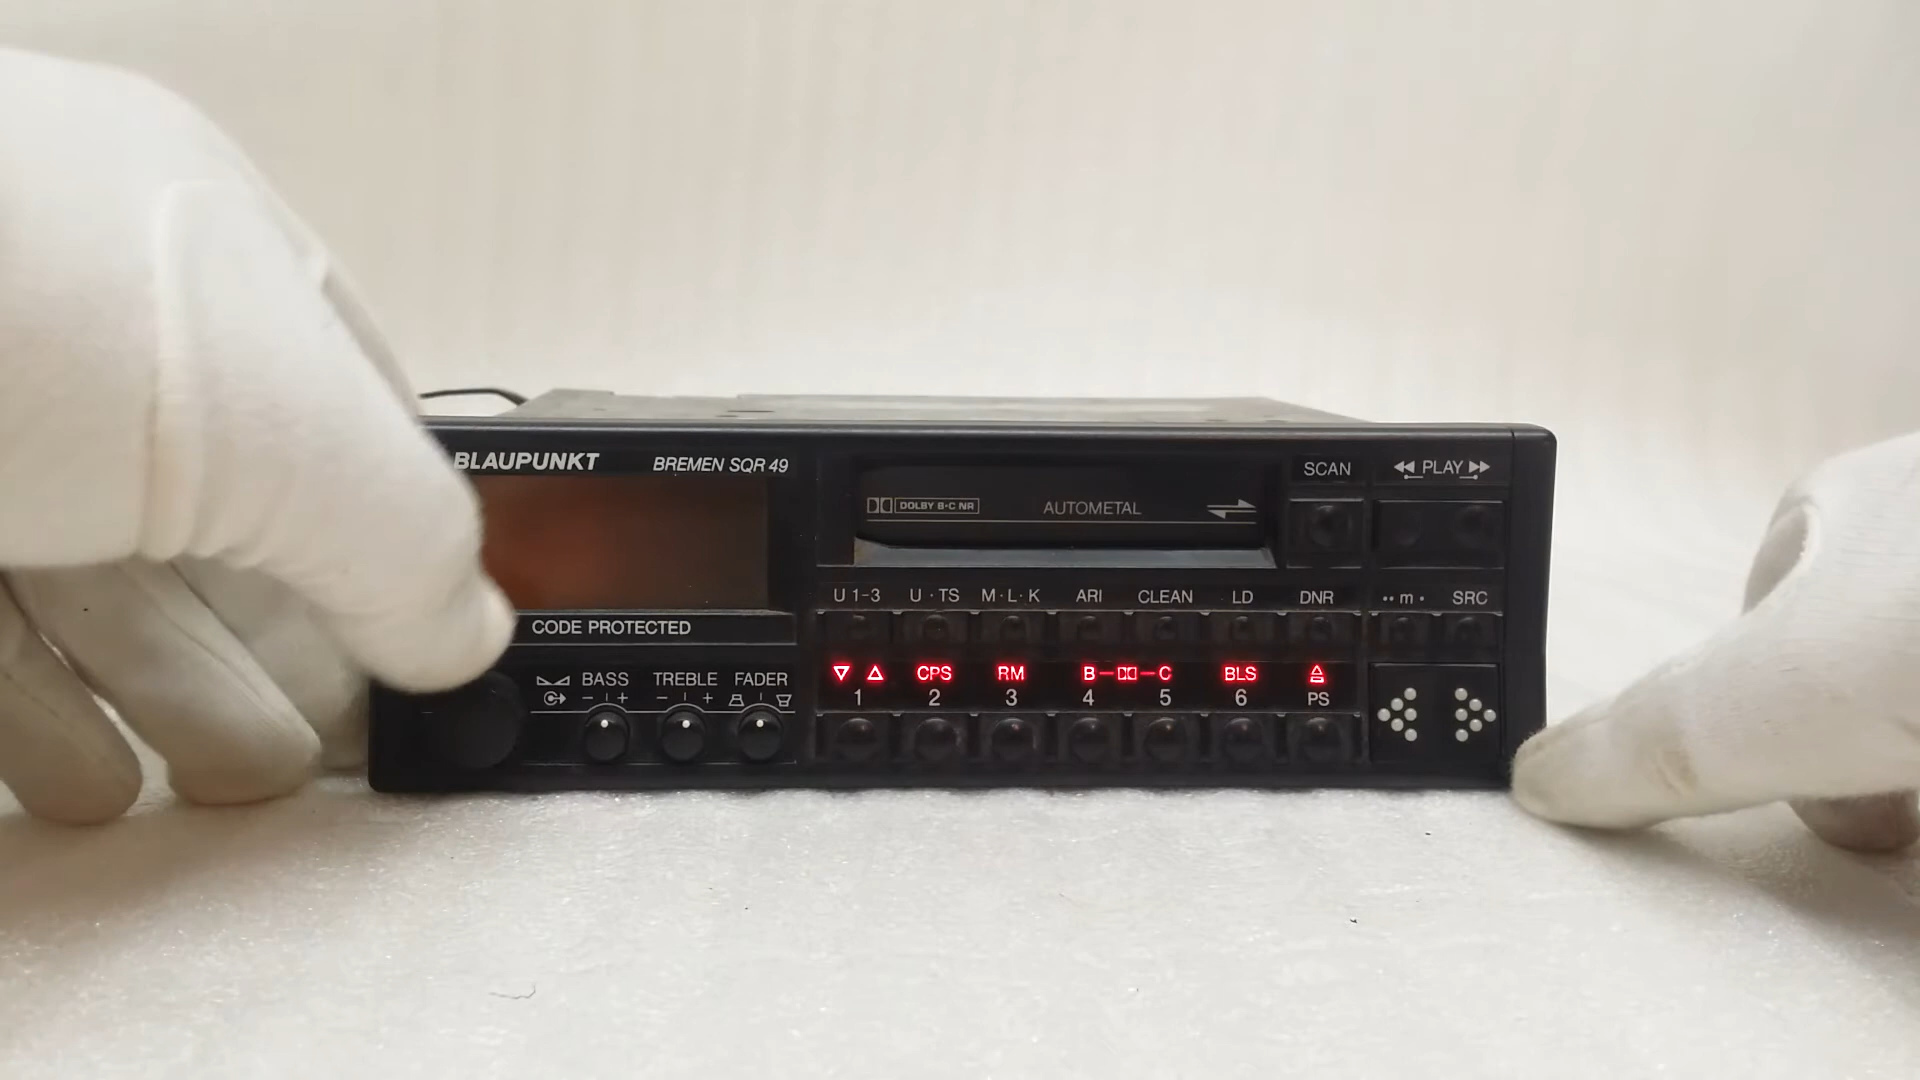 BLAUPUNKT BREMEN SQR 49
SCAN
PLAY
DOLBY B·C NR AUTOMETAL
U 1-3 U · TS M·L·K ARI CLEAN LD DNR ·· m · SRC
CODE PROTECTED
CPS RM B C BLS
BASS TREBLE FADER
1 2 3 4 5 6 PS
- + - +